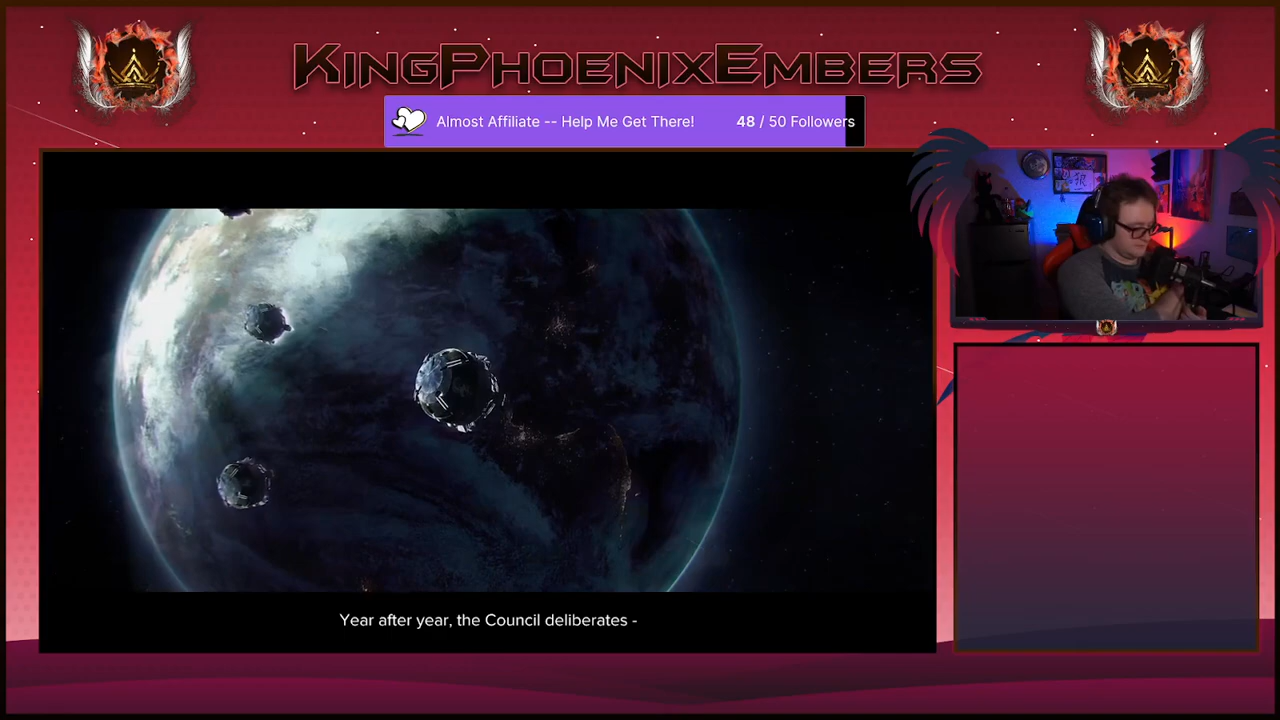 KingPhoenixEmbers
Almost Affiliate -- Help Me Get There! 48 / 50 Followers
Year after year, the Council deliberates -